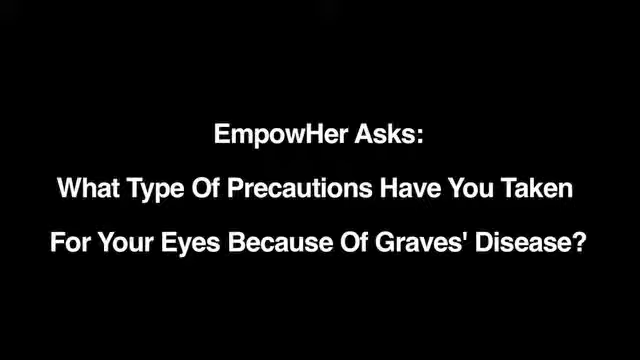 EmpowHer Asks:
What Type Of Precautions Have You Taken
For Your Eyes Because Of Graves' Disease?